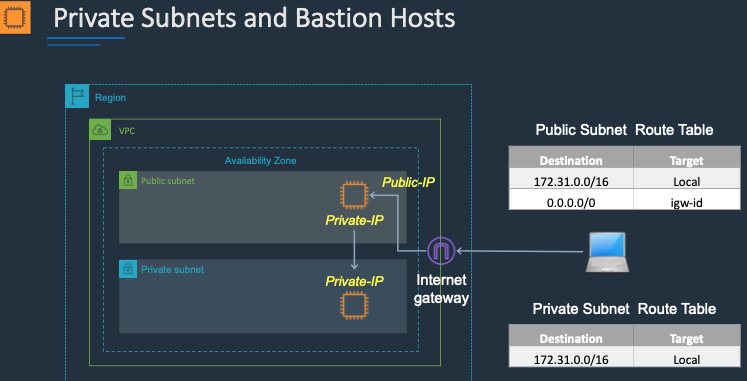 Private Subnets and Bastion Hosts
Region
VPC
Availability Zone
Public subnet
Public-IP
Private-IP
Private subnet
Private-IP
Internet
gateway
Public Subnet Route Table
Destination Target
172.31.0.0/16 Local
0.0.0.0/0 igw-id
Private Subnet Route Table
Destination Target
172.31.0.0/16 Local